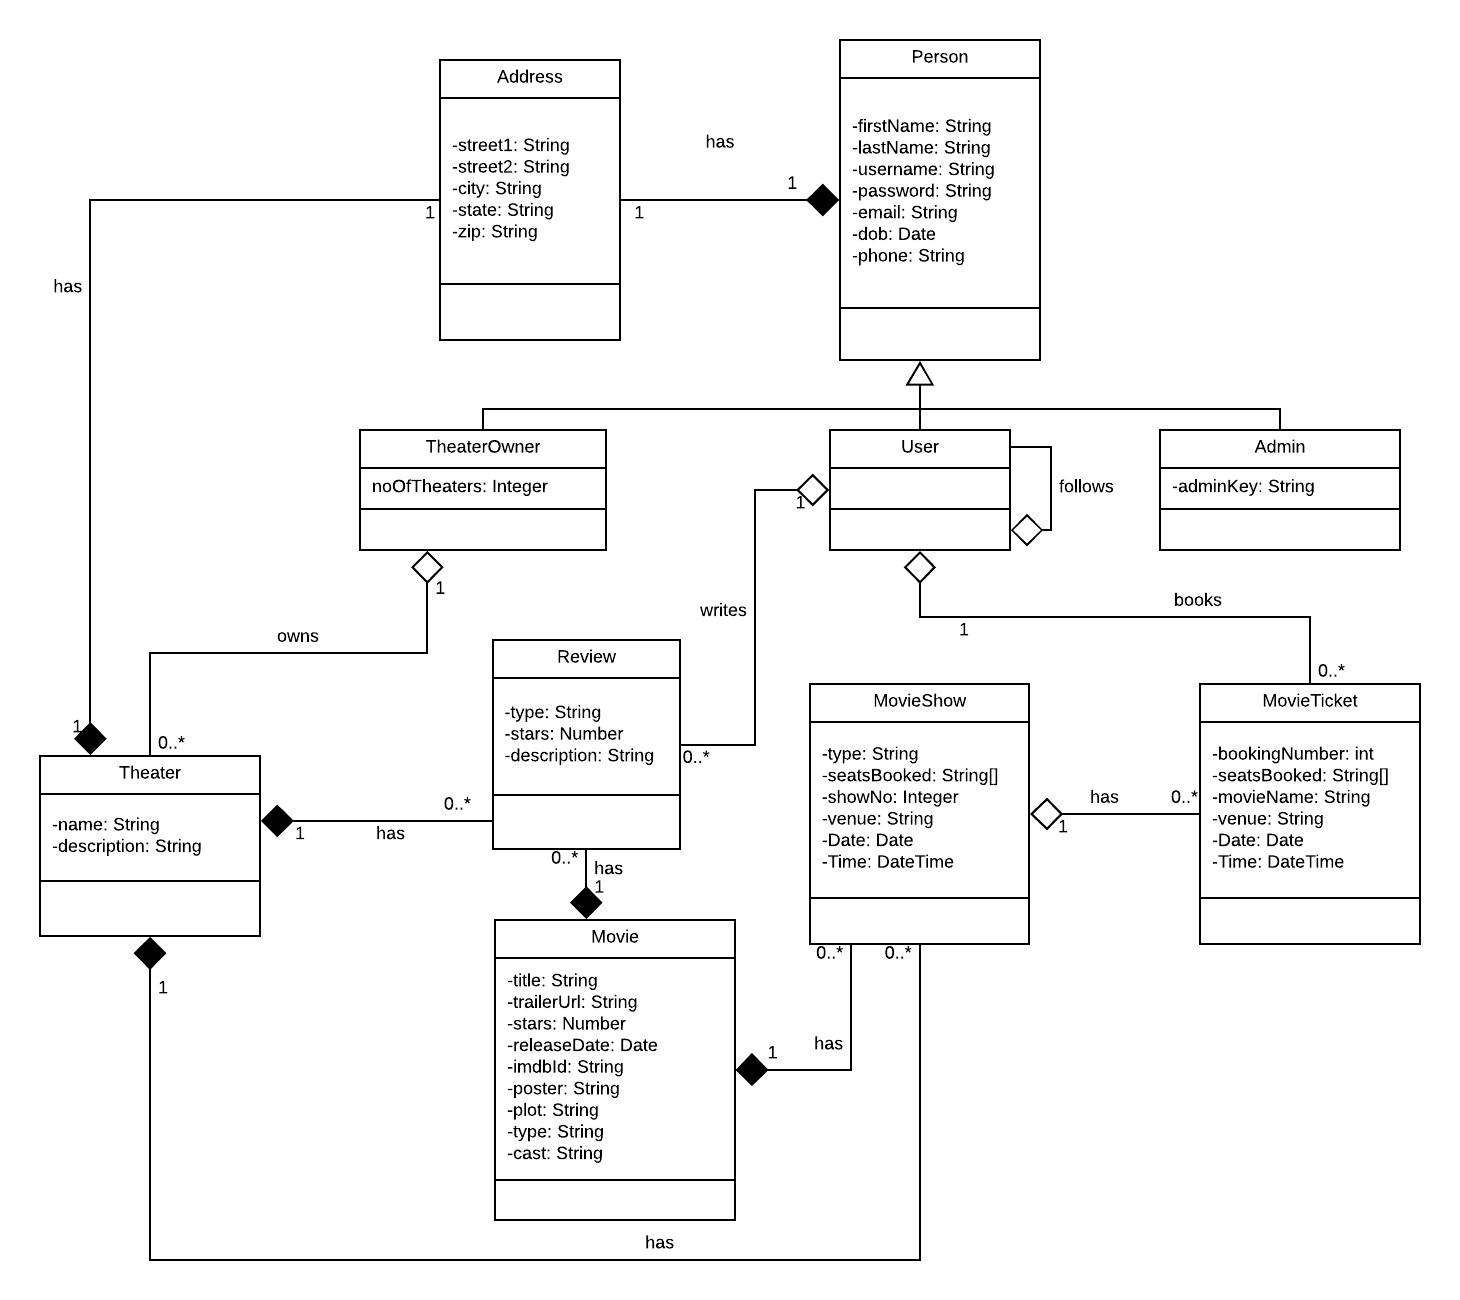 Person
-firstName: String
-lastName: String
-username: String
-password: String
-email: String
-dob: Date
-phone: String
Address
-street1: String
-street2: String
-city: String
-state: String
-zip: String
has
1
1
1
has
TheaterOwner
noOfTheaters: Integer
User
Admin
-adminKey: String
follows
1
1
writes
books
1
0..*
owns
1
0..*
Review
-type: String
-stars: Number
-description: String
0..*
MovieShow
-type: String
-seatsBooked: String[]
-showNo: Integer
-venue: String
-Date: Date
-Time: DateTime
MovieTicket
-bookingNumber: int
-seatsBooked: String[]
-movieName: String
-venue: String
-Date: Date
-Time: DateTime
has
0..*
1
Theater
-name: String
-description: String
0..*
1
has
0..*
has
1
Movie
-title: String
-trailerUrl: String
-stars: Number
-releaseDate: Date
-imdbId: String
-poster: String
-plot: String
-type: String
-cast: String
0..*
0..*
1
1
has
has